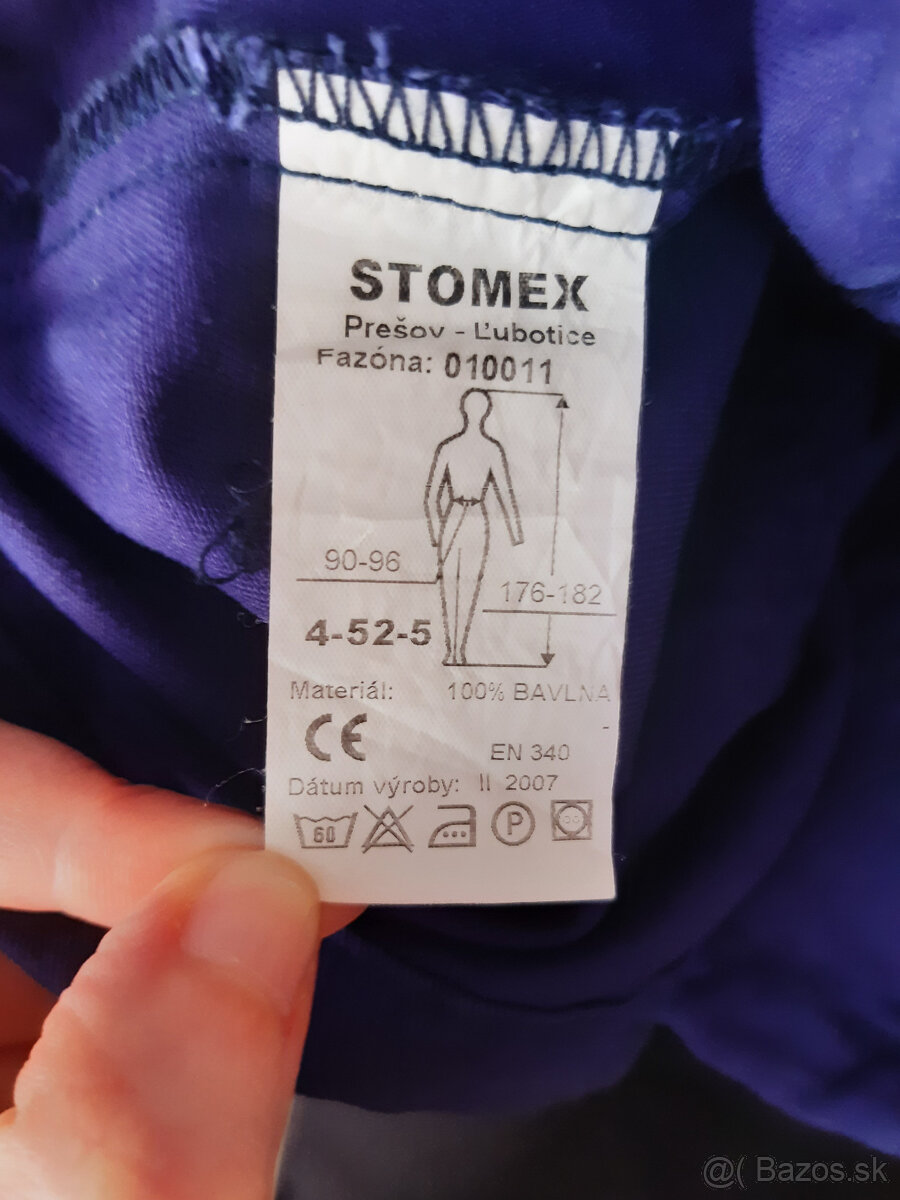 STOMEX
Prešov - Ľubotice
Fazóna: 010011
90-96
176-182
4-52-5
Materiál: 100% BAVLNA
-
CE
EN 340
Dátum výroby: II 2007
60 P
@( Bazos.sk